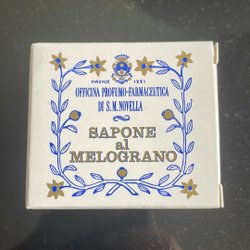 FIRENZE 1221
OFFICINA PROFUMO-FARMACEUTICA
DI S. M. NOVELLA
SAPONE
al
MELOGRANO